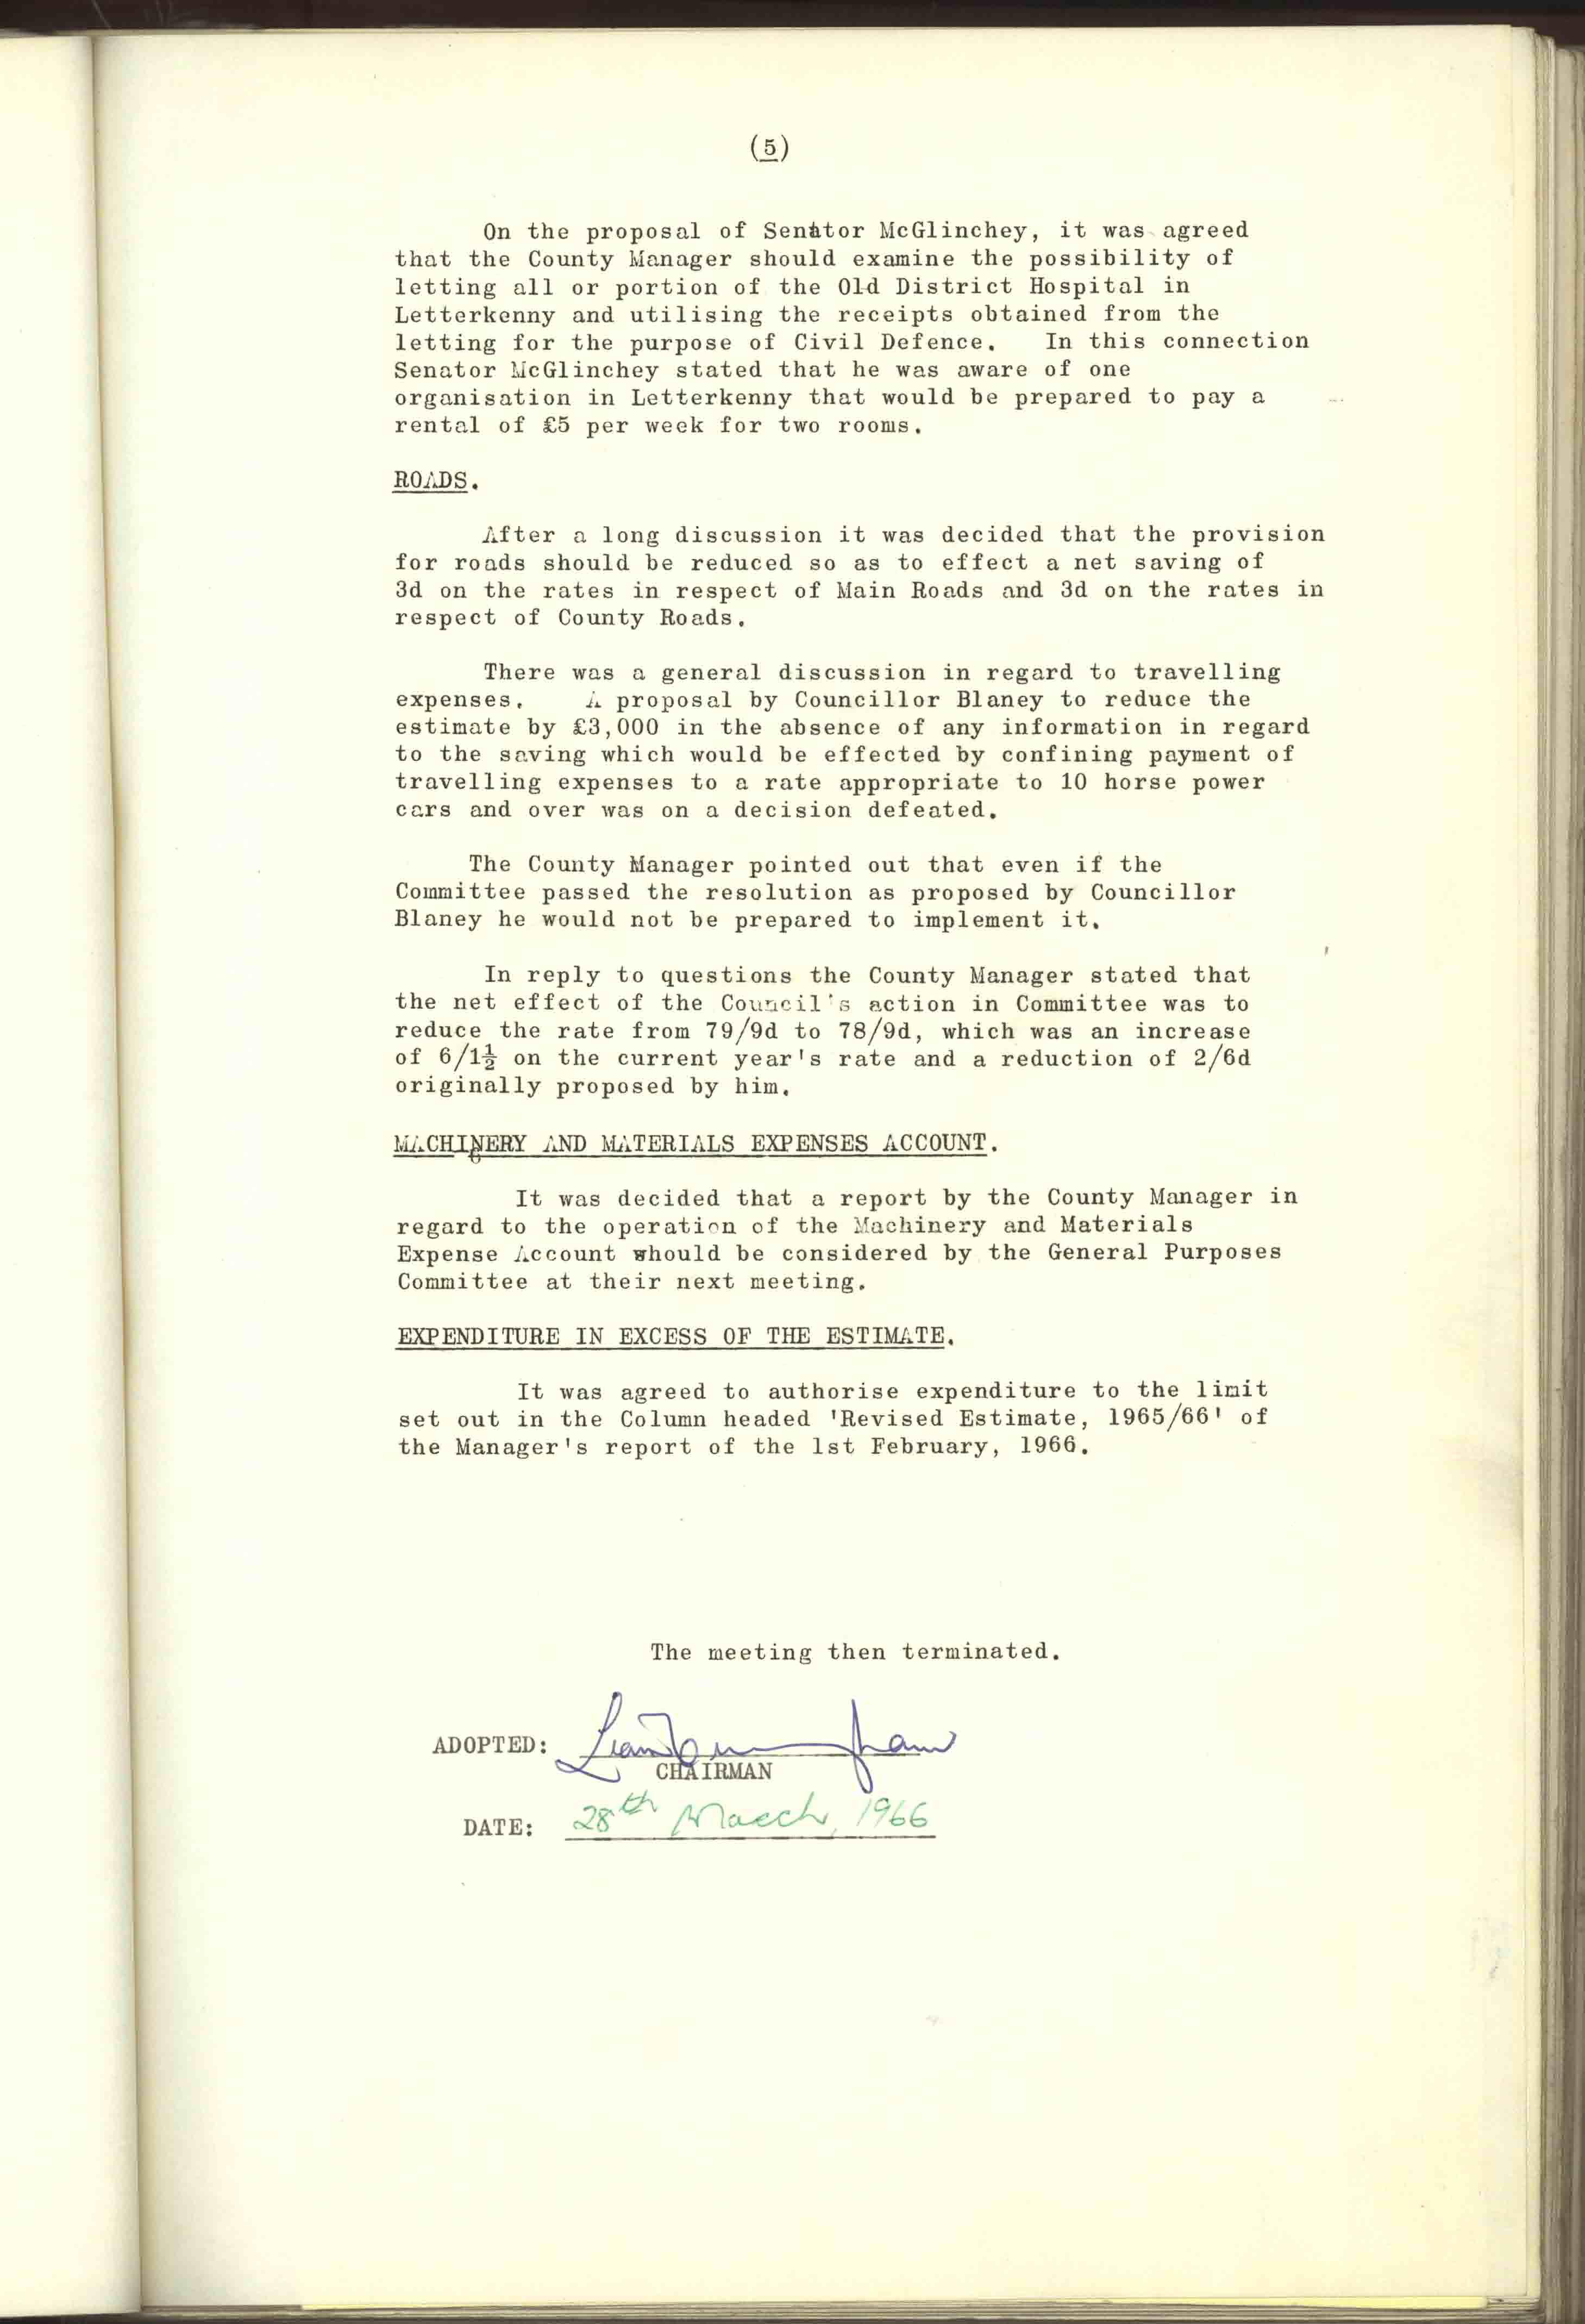 (5)
On the proposal of Senator McGlinchey, it was agreed
that the County Manager should examine the possibility of
letting all or portion of the Old District Hospital in
Letterkenny and utilising the receipts obtained from the
letting for the purpose of Civil Defence. In this connection
Senator McGlinchey stated that he was aware of one
organisation in Letterkenny that would be prepared to pay a
rental of £5 per week for two rooms.
ROADS.
After a long discussion it was decided that the provision
for roads should be reduced so as to effect a net saving of
3d on the rates in respect of Main Roads and 3d on the rates in
respect of County Roads.
There was a general discussion in regard to travelling
expenses. A proposal by Councillor Blaney to reduce the
estimate by £3,000 in the absence of any information in regard
to the saving which would be effected by confining payment of
travelling expenses to a rate appropriate to 10 horse power
cars and over was on a decision defeated.
The County Manager pointed out that even if the
Committee passed the resolution as proposed by Councillor
Blaney he would not be prepared to implement it.
In reply to questions the County Manager stated that
the net effect of the Council's action in Committee was to
reduce the rate from 79/9d to 78/9d, which was an increase
of 6/1½ on the current year's rate and a reduction of 2/6d
originally proposed by him.
MACHINERY AND MATERIALS EXPENSES ACCOUNT.
It was decided that a report by the County Manager in
regard to the operation of the Machinery and Materials
Expense Account should be considered by the General Purposes
Committee at their next meeting.
EXPENDITURE IN EXCESS OF THE ESTIMATE.
It was agreed to authorise expenditure to the limit
set out in the Column headed 'Revised Estimate, 1965/66' of
the Manager's report of the 1st February, 1966.
The meeting then terminated.
ADOPTED:
CHAIRMAN
DATE: 28th March, 1966